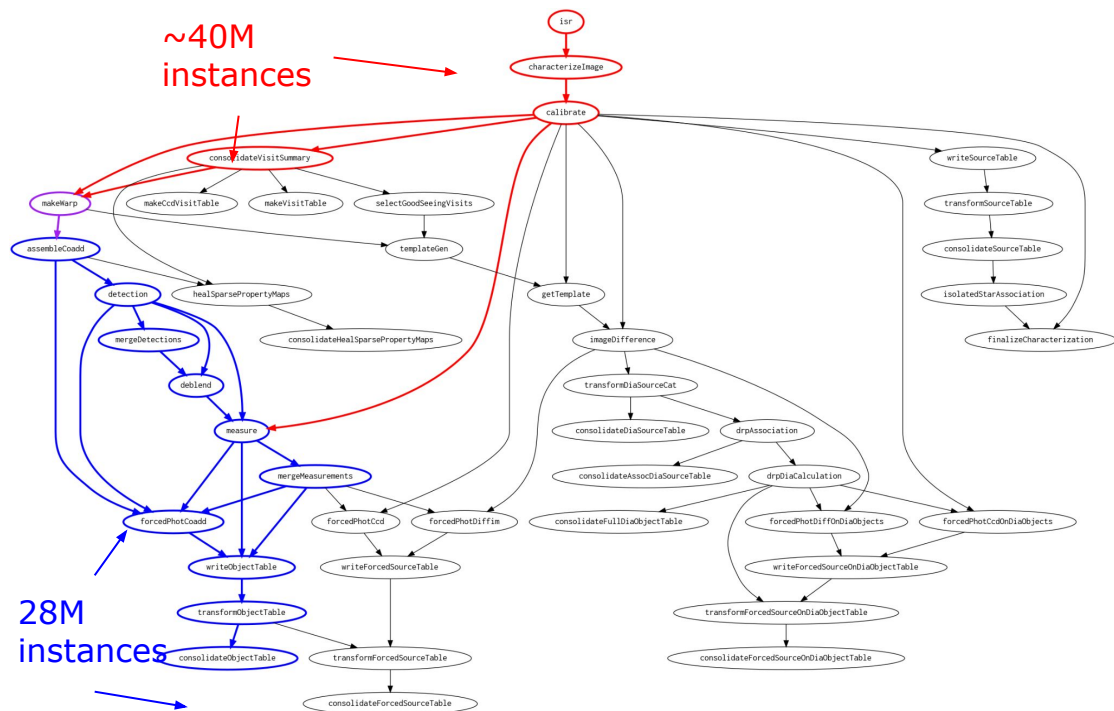 isr
~40M
instances
characterizeImage
calibrate
consolidateVisitSummary
writeSourceTable
makeWarp
makeCcdVisitTable
makeVisitTable
selectGoodSeeingVisits
transformSourceTable
assembleCoadd
templateGen
consolidateSourceTable
detection
healSparsePropertyMaps
getTemplate
isolatedStarAssociation
mergeDetections
consolidateHealSparsePropertyMaps
imageDifference
finalizeCharacterization
deblend
transformDiaSourceCat
measure
consolidateDiaSourceTable
drpAssociation
mergeMeasurements
consolidateAssocDiaSourceTable
drpDiaCalculation
forcedPhotCoadd
forcedPhotCcd
forcedPhotDiffim
consolidateFullDiaObjectTable
forcedPhotDiffOnDiaObjects
forcedPhotCcdOnDiaObjects
writeObjectTable
writeForcedSourceTable
writeForcedSourceOnDiaObjectTable
28M
instances
transformObjectTable
transformForcedSourceOnDiaObjectTable
consolidateObjectTable
transformForcedSourceTable
consolidateForcedSourceOnDiaObjectTable
consolidateForcedSourceTable